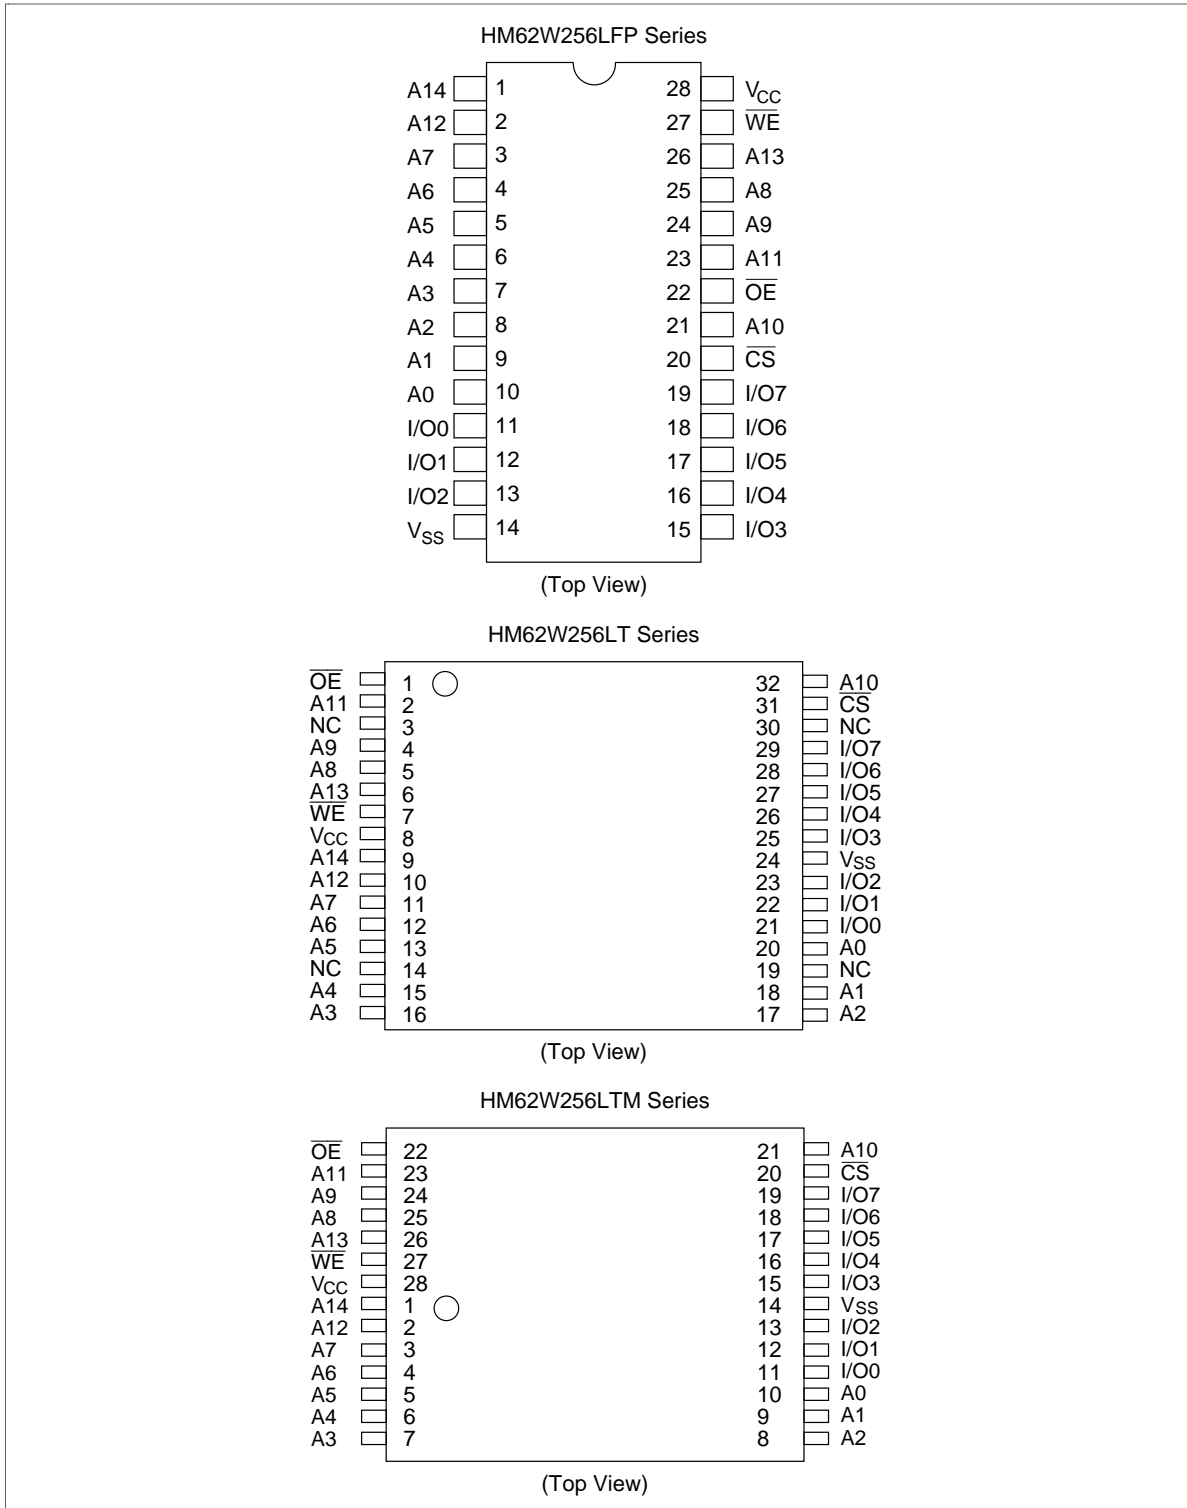 HM62W256LFP Series
A14 1 28 VCC
A12 2 27 W̅E̅
A7 3 26 A13
A6 4 25 A8
A5 5 24 A9
A4 6 23 A11
A3 7 22 O̅E̅
A2 8 21 A10
A1 9 20 C̅S̅
A0 10 19 I/O7
I/O0 11 18 I/O6
I/O1 12 17 I/O5
I/O2 13 16 I/O4
VSS 14 15 I/O3
(Top View)
HM62W256LT Series
O̅E̅ 1 32 A10
A11 2 31 C̅S̅
NC 3 30 NC
A9 4 29 I/O7
A8 5 28 I/O6
A13 6 27 I/O5
W̅E̅ 7 26 I/O4
VCC 8 25 I/O3
A14 9 24 VSS
A12 10 23 I/O2
A7 11 22 I/O1
A6 12 21 I/O0
A5 13 20 A0
NC 14 19 NC
A4 15 18 A1
A3 16 17 A2
(Top View)
HM62W256LTM Series
O̅E̅ 22 21 A10
A11 23 20 C̅S̅
A9 24 19 I/O7
A8 25 18 I/O6
A13 26 17 I/O5
W̅E̅ 27 16 I/O4
VCC 28 15 I/O3
A14 1 14 VSS
A12 2 13 I/O2
A7 3 12 I/O1
A6 4 11 I/O0
A5 5 10 A0
A4 6 9 A1
A3 7 8 A2
(Top View)